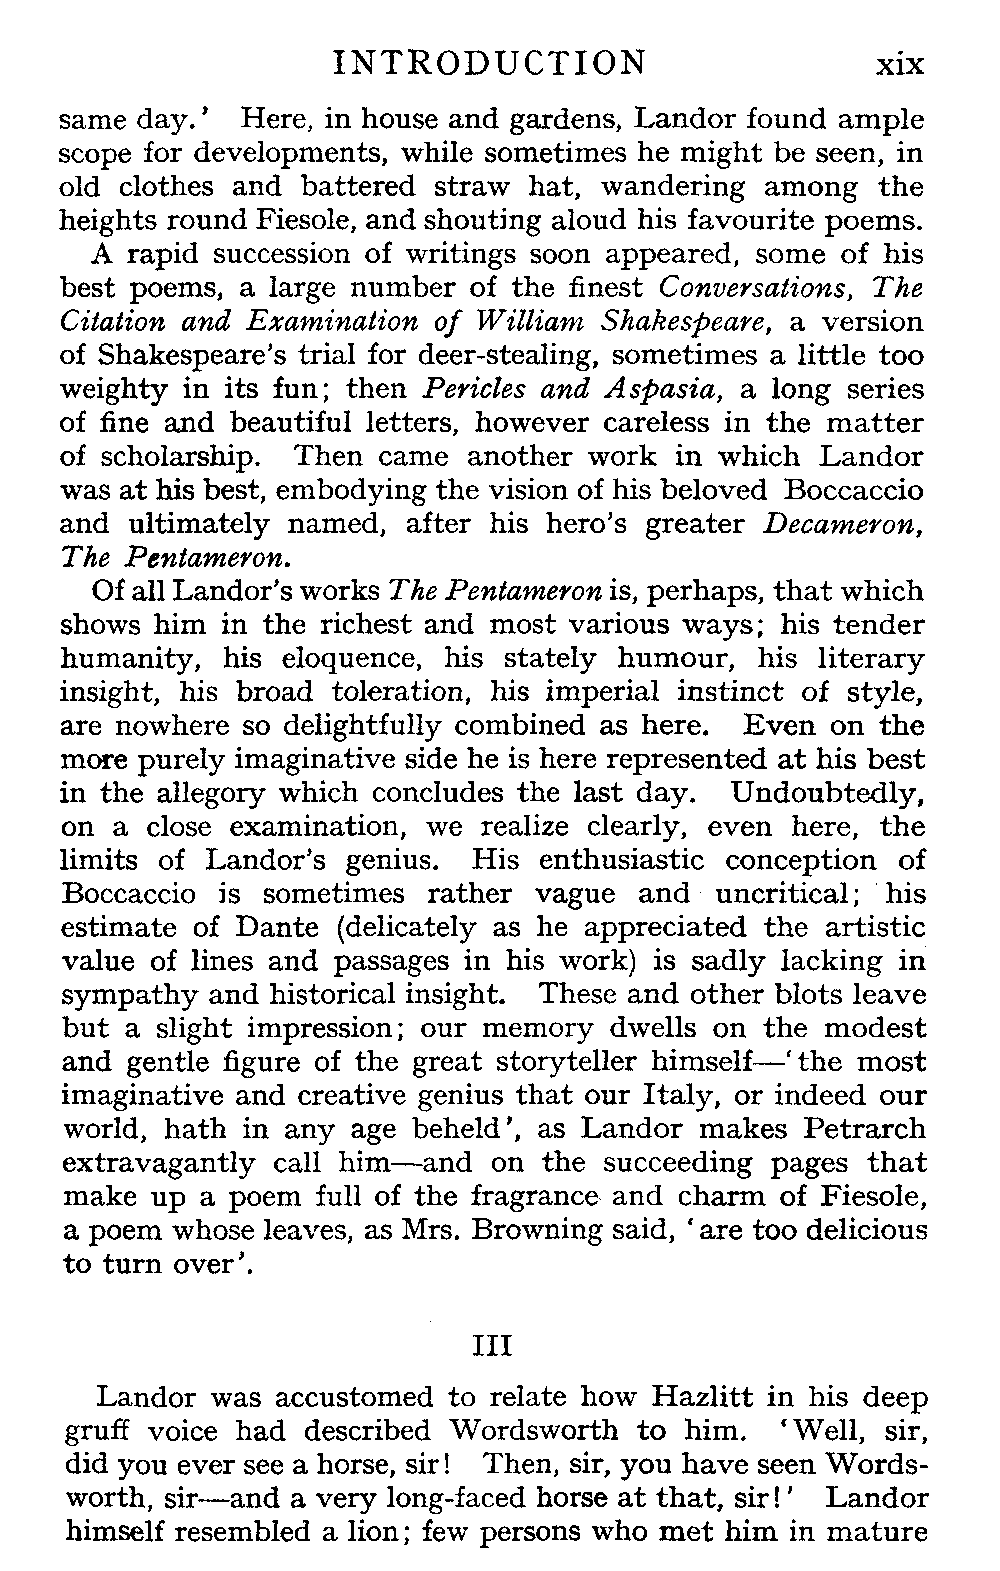 INTRODUCTION xix
same day.' Here, in house and gardens, Landor found ample
scope for developments, while sometimes he might be seen, in
old clothes and battered straw hat, wandering among the
heights round Fiesole, and shouting aloud his favourite poems.
A rapid succession of writings soon appeared, some of his
best poems, a large number of the finest Conversations, The
Citation and Examination of William Shakespeare, a version
of Shakespeare's trial for deer-stealing, sometimes a little too
weighty in its fun; then Pericles and Aspasia, a long series
of fine and beautiful letters, however careless in the matter
of scholarship. Then came another work in which Landor
was at his best, embodying the vision of his beloved Boccaccio
and ultimately named, after his hero's greater Decameron,
The Pentameron.
Of all Landor's works The Pentameron is, perhaps, that which
shows him in the richest and most various ways; his tender
humanity, his eloquence, his stately humour, his literary
insight, his broad toleration, his imperial instinct of style,
are nowhere so delightfully combined as here. Even on the
more purely imaginative side he is here represented at his best
in the allegory which concludes the last day. Undoubtedly,
on a close examination, we realize clearly, even here, the
limits of Landor's genius. His enthusiastic conception of
Boccaccio is sometimes rather vague and uncritical; his
estimate of Dante (delicately as he appreciated the artistic
value of lines and passages in his work) is sadly lacking in
sympathy and historical insight. These and other blots leave
but a slight impression; our memory dwells on the modest
and gentle figure of the great storyteller himself—'the most
imaginative and creative genius that our Italy, or indeed our
world, hath in any age beheld', as Landor makes Petrarch
extravagantly call him—and on the succeeding pages that
make up a poem full of the fragrance and charm of Fiesole,
a poem whose leaves, as Mrs. Browning said, 'are too delicious
to turn over'.
III
Landor was accustomed to relate how Hazlitt in his deep
gruff voice had described Wordsworth to him. 'Well, sir,
did you ever see a horse, sir! Then, sir, you have seen Words-
worth, sir—and a very long-faced horse at that, sir!' Landor
himself resembled a lion; few persons who met him in mature